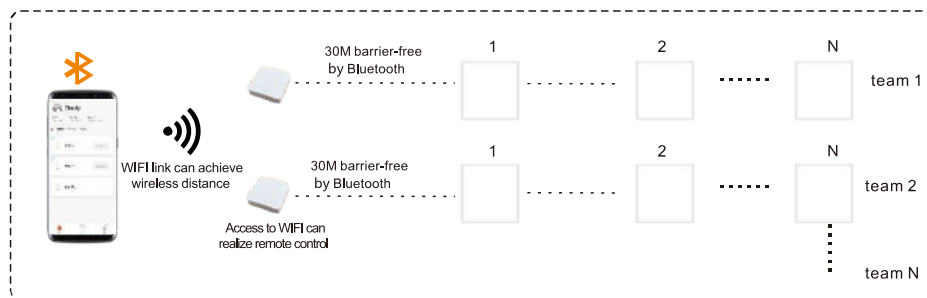 30M barrier-free
by Bluetooth
1
2
N
team 1
WIFI link can achieve
wireless distance
30M barrier-free
by Bluetooth
1
2
N
team 2
Access to WIFI can
realize remote control
team N